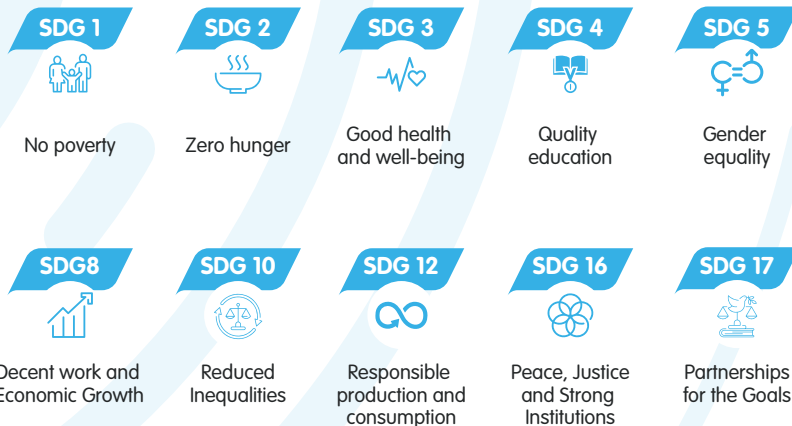 SDG 1
No poverty
SDG 2
Zero hunger
SDG 3
Good health
and well-being
SDG 4
Quality
education
SDG 5
Gender
equality
SDG8
Decent work and
Economic Growth
SDG 10
Reduced
Inequalities
SDG 12
Responsible
production and
consumption
SDG 16
Peace, Justice
and Strong
Institutions
SDG 17
Partnerships
for the Goals